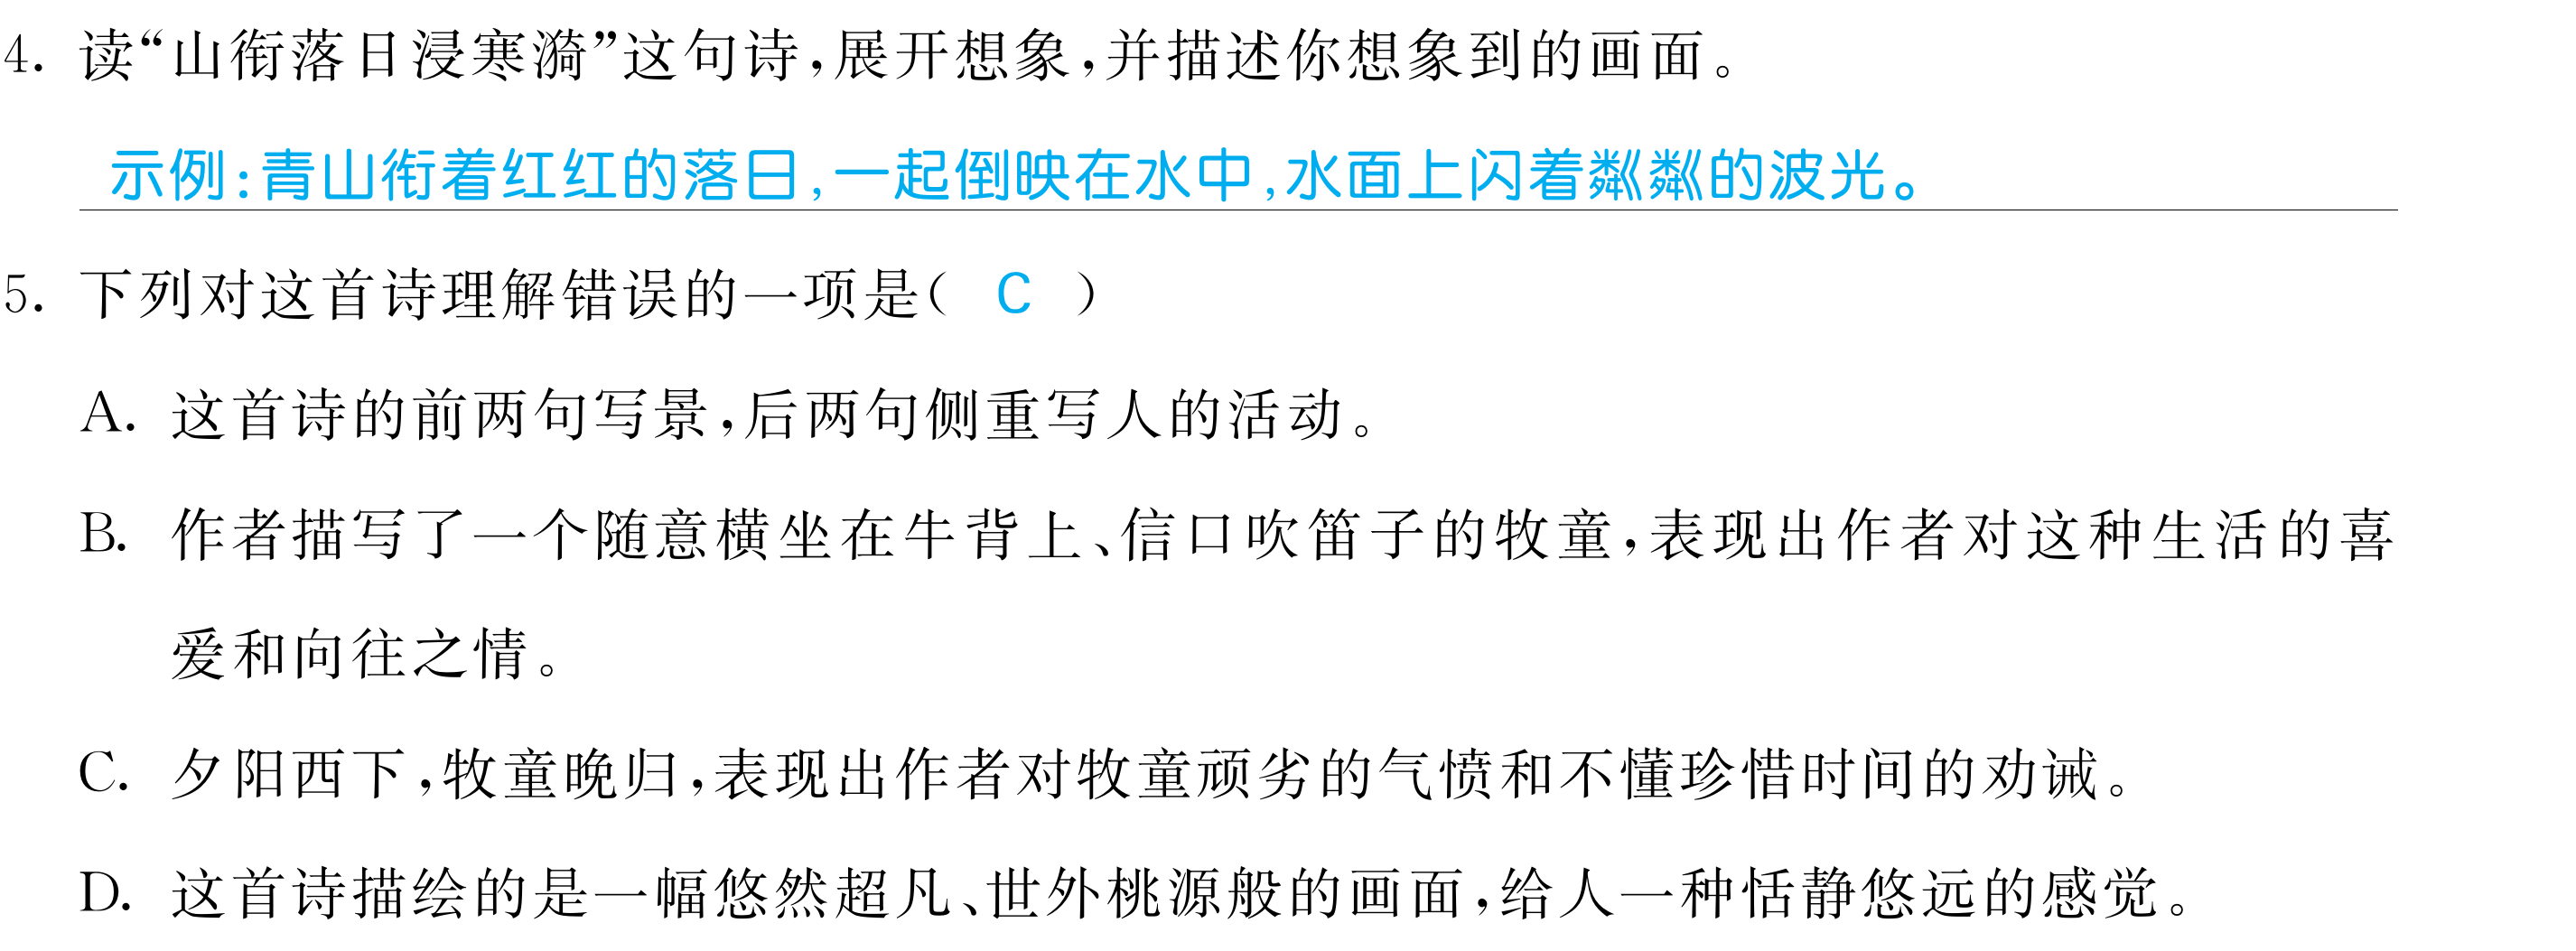 4. 读“山衔落日浸寒漪”这句诗,展开想象,并描述你想象到的画面。
示例:青山衔着红红的落日,一起倒映在水中,水面上闪着粼粼的波光。
5. 下列对这首诗理解错误的一项是( C )
A. 这首诗的前两句写景,后两句侧重写人的活动。
B. 作者描写了一个随意横坐在牛背上、信口吹笛子的牧童,表现出作者对这种生活的喜
爱和向往之情。
C. 夕阳西下,牧童晚归,表现出作者对牧童顽劣的气愤和不懂珍惜时间的劝诫。
D. 这首诗描绘的是一幅悠然超凡、世外桃源般的画面,给人一种恬静悠远的感觉。